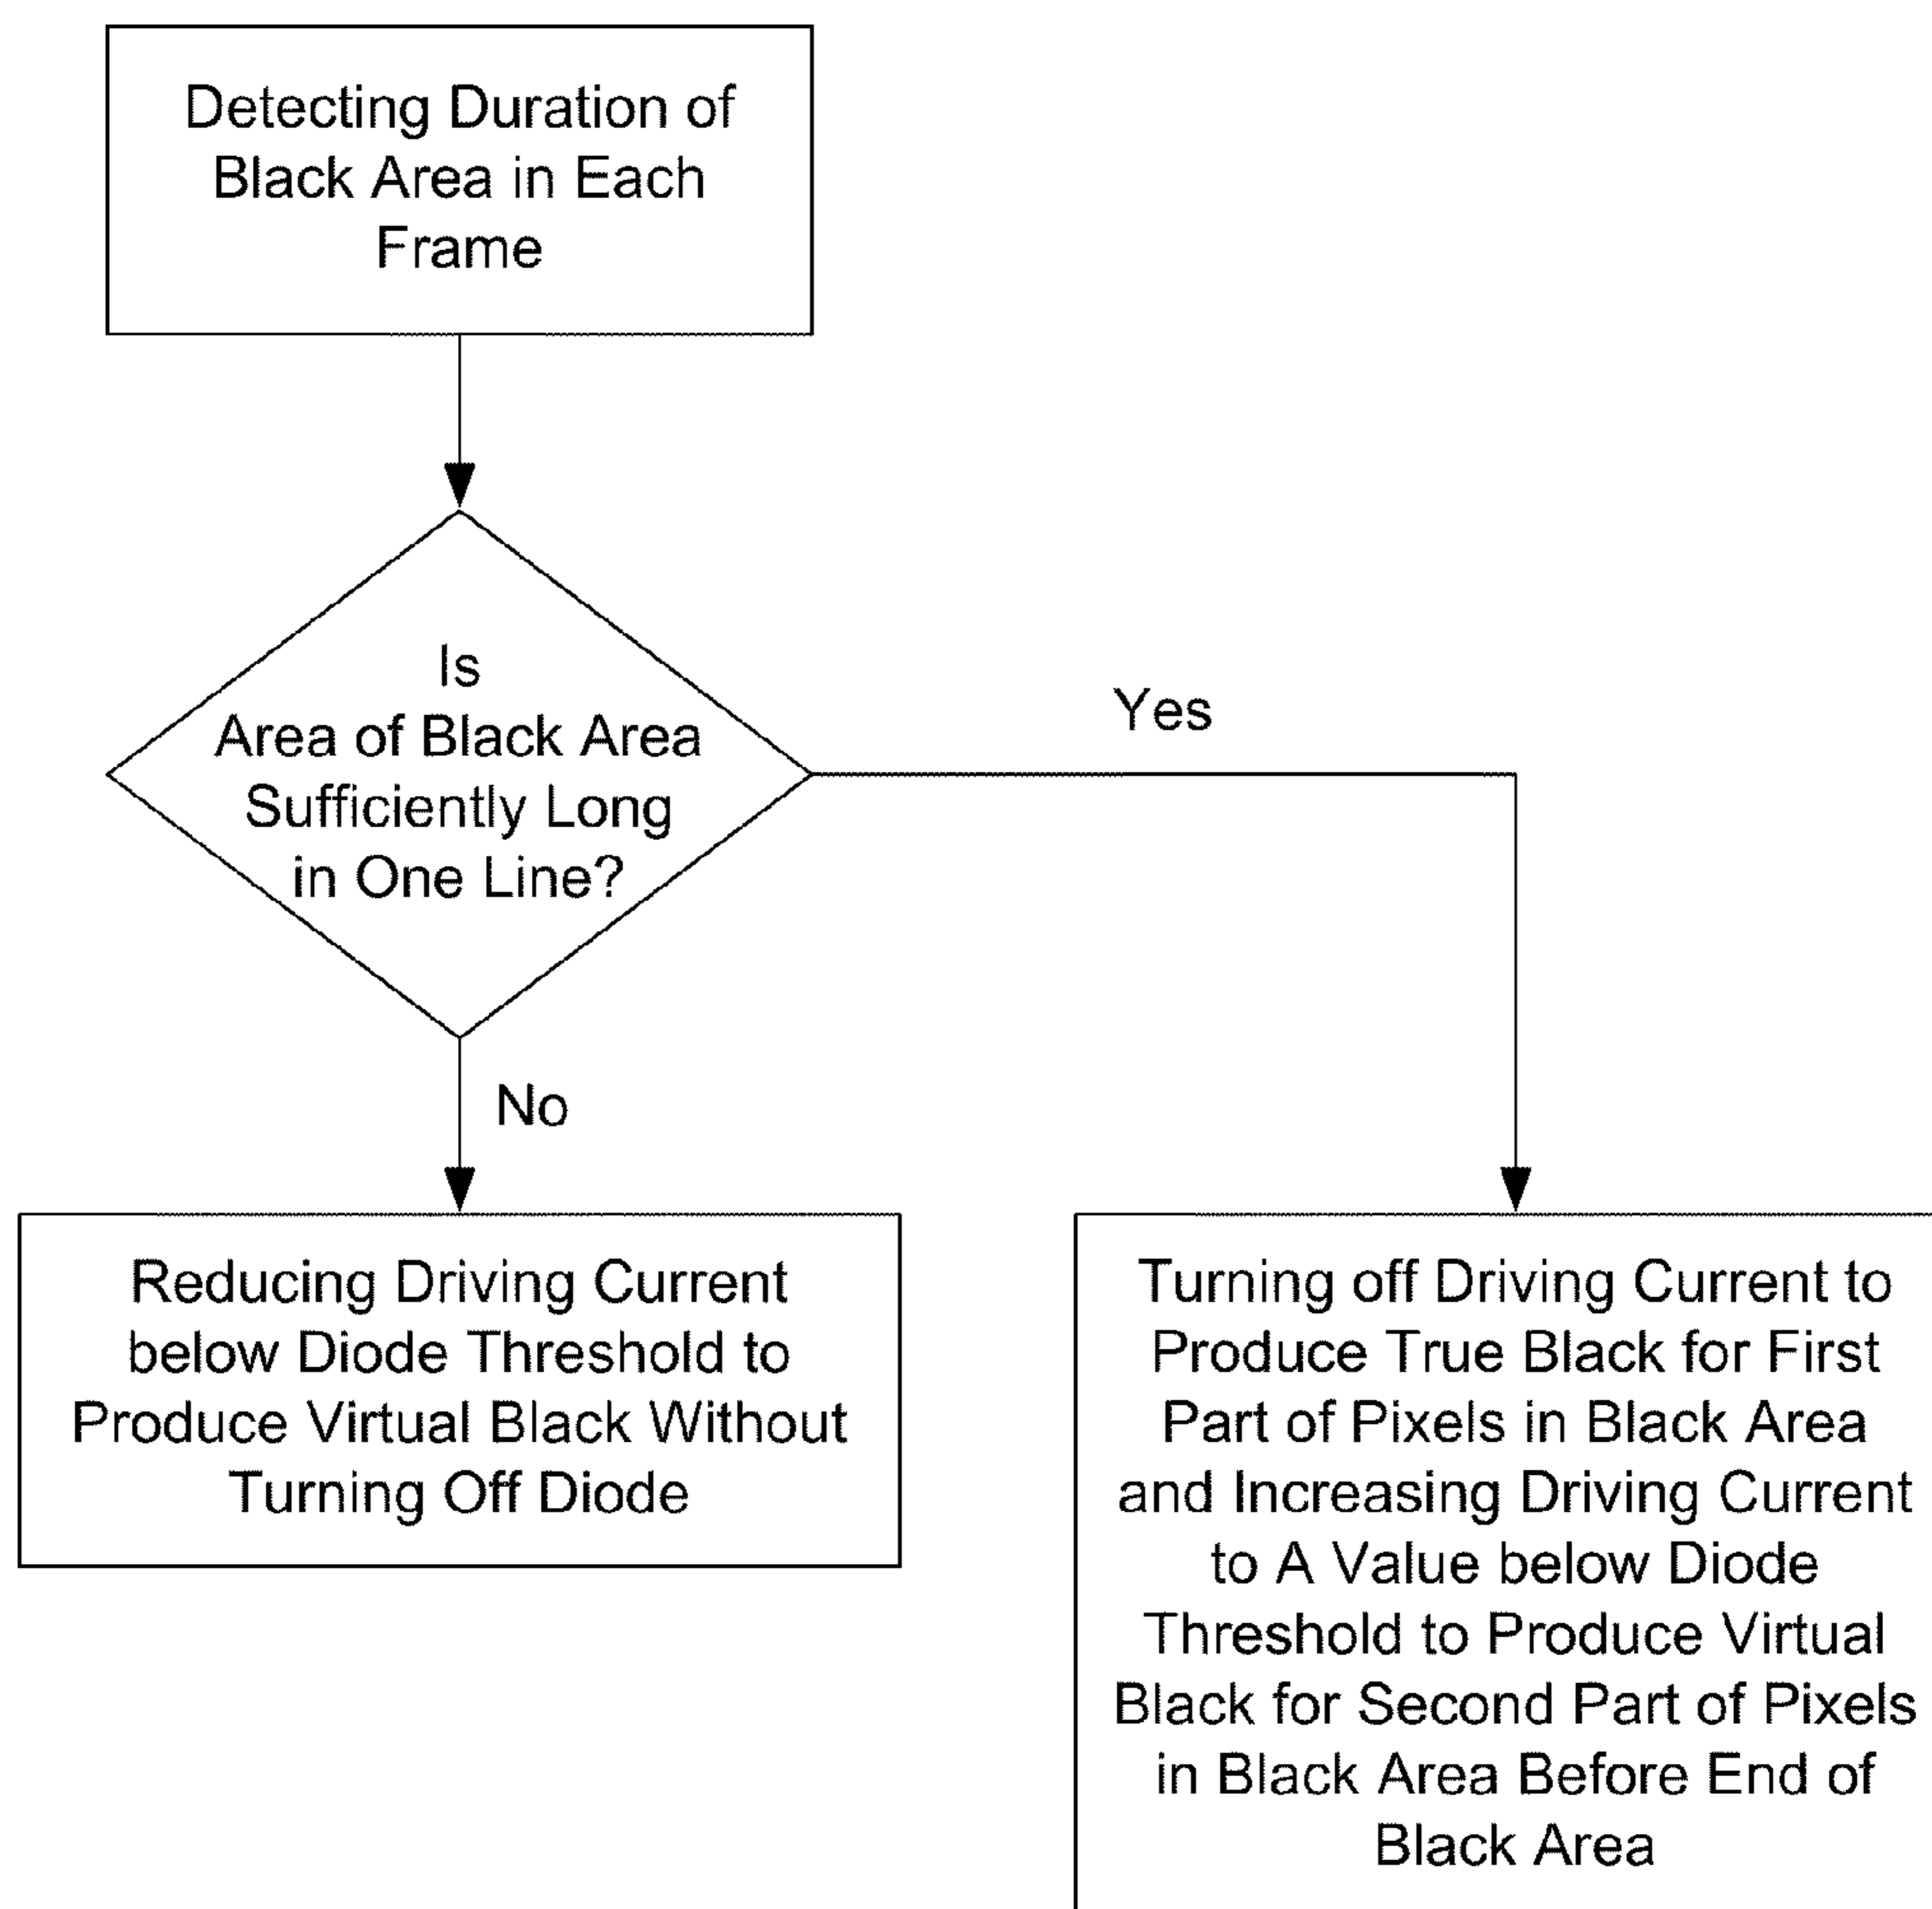 Detecting Duration of
Black Area in Each
Frame
Is
Area of Black Area
Sufficiently Long
in One Line?
Yes
No
Reducing Driving Current
below Diode Threshold to
Produce Virtual Black Without
Turning Off Diode
Turning off Driving Current to
Produce True Black for First
Part of Pixels in Black Area
and Increasing Driving Current
to A Value below Diode
Threshold to Produce Virtual
Black for Second Part of Pixels
in Black Area Before End of
Black Area